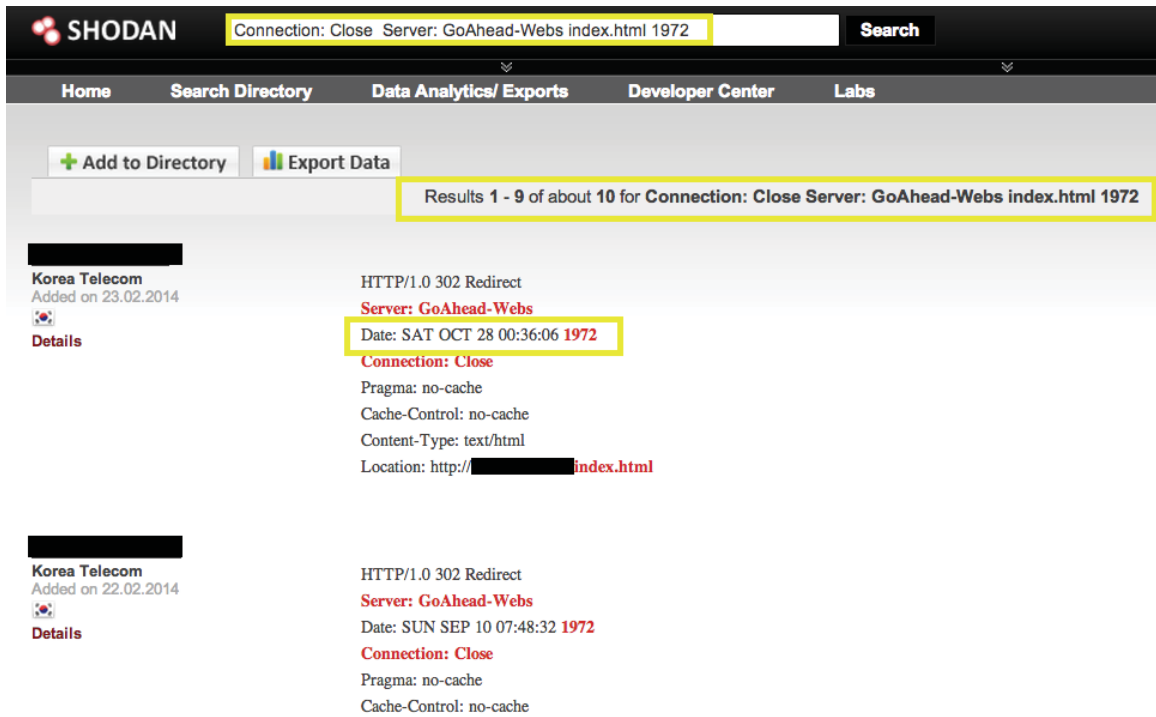 SHODAN
Connection: Close Server: GoAhead-Webs index.html 1972
Search
Home Search Directory Data Analytics/ Exports Developer Center Labs
Add to Directory Export Data
Results 1 - 9 of about 10 for Connection: Close Server: GoAhead-Webs index.html 1972
Korea Telecom
Added on 23.02.2014
Details
HTTP/1.0 302 Redirect
Server: GoAhead-Webs
Date: SAT OCT 28 00:36:06 1972
Connection: Close
Pragma: no-cache
Cache-Control: no-cache
Content-Type: text/html
Location: http:// index.html
Korea Telecom
Added on 22.02.2014
Details
HTTP/1.0 302 Redirect
Server: GoAhead-Webs
Date: SUN SEP 10 07:48:32 1972
Connection: Close
Pragma: no-cache
Cache-Control: no-cache